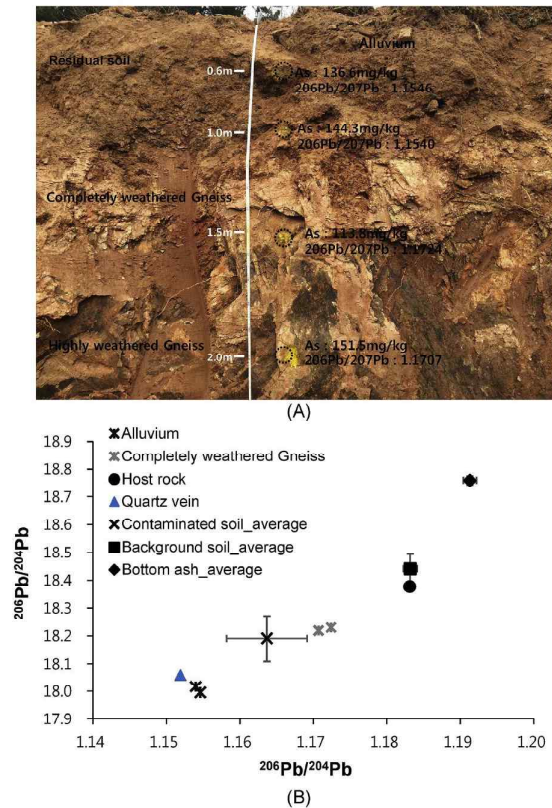 Alluvium
Residual soil
0.6m
As : 136.6mg/kg
206Pb/207Pb : 1.1546
1.0m
As : 144.3mg/kg
206Pb/207Pb : 1.1540
Completely weathered Gneiss
1.5m
As : 113.8mg/kg
206Pb/207Pb : 1.1724
Highly weathered Gneiss
2.0m
As : 151.5mg/kg
206Pb/207Pb : 1.1707
(A)
Alluvium
Completely weathered Gneiss
Host rock
Quartz vein
Contaminated soil_average
Background soil_average
Bottom ash_average
206Pb/204Pb
18.9
18.8
18.7
18.6
18.5
18.4
18.3
18.2
18.1
18.0
17.9
1.14
1.15
1.16
1.17
1.18
1.19
1.20
206Pb/204Pb
(B)